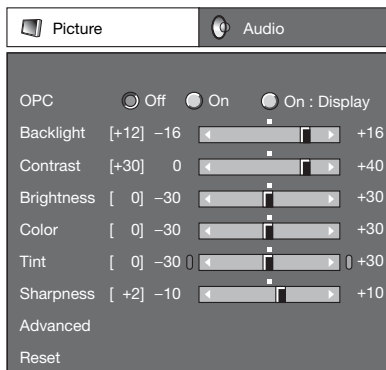 Picture Audio
OPC Off On On : Display
Backlight [+12] –16 +16
Contrast [+30] 0 +40
Brightness [ 0] –30 +30
Color [ 0] –30 +30
Tint [ 0] –30 +30
Sharpness [ +2] –10 +10
Advanced
Reset